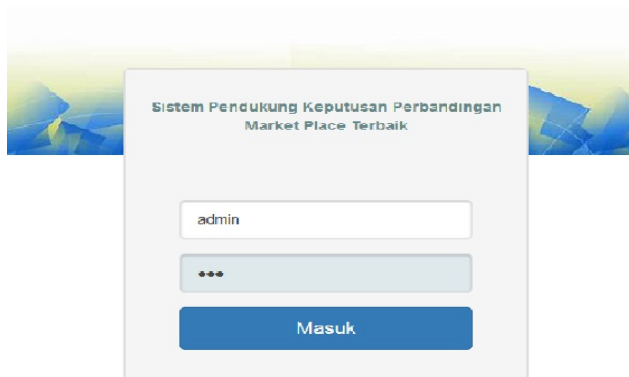 Sistem Pendukung Keputusan Perbandingan
Market Place Terbaik
admin
•••
Masuk